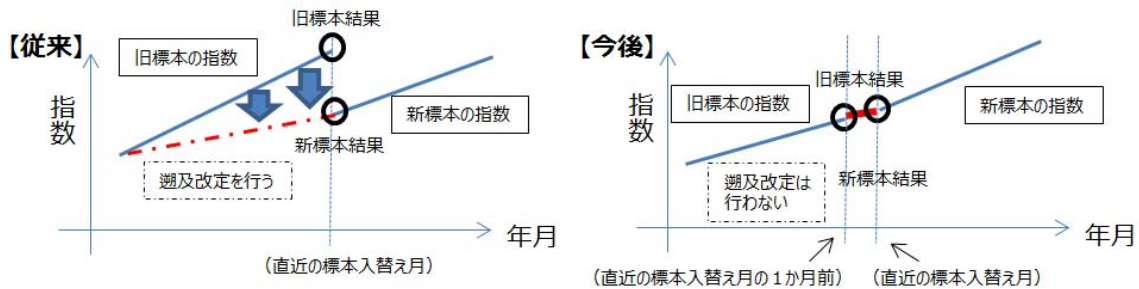 【従来】
旧標本結果
旧標本の指数
指数
新標本の指数
新標本結果
遡及改定を行う
年月
(直近の標本入替え月)
【今後】
旧標本結果
旧標本の指数
指数
新標本の指数
新標本結果
遡及改定は
行わない
年月
(直近の標本入替え月の1か月前)
(直近の標本入替え月)